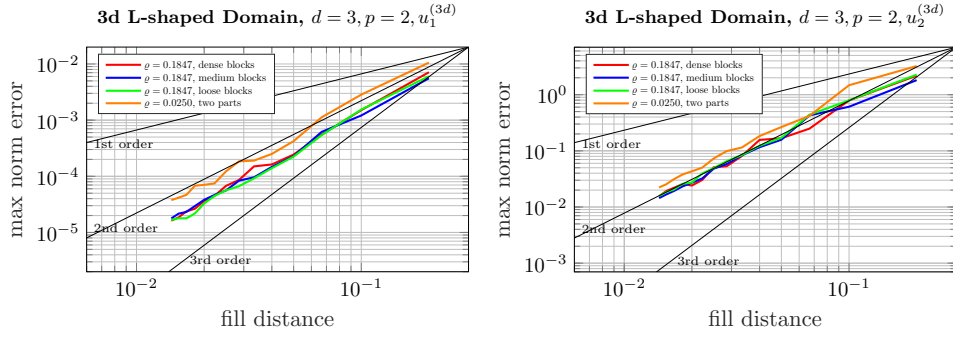 3d L-shaped Domain, d = 3, p = 2, u_1^{(3d)}
10^{-2}
10^{-3}
10^{-4}
10^{-5}
max norm error
ϱ = 0.1847, dense blocks
ϱ = 0.1847, medium blocks
ϱ = 0.1847, loose blocks
ϱ = 0.0250, two parts
1st order
2nd order
3rd order
10^{-2}
10^{-1}
fill distance
3d L-shaped Domain, d = 3, p = 2, u_2^{(3d)}
10^{0}
10^{-1}
10^{-2}
10^{-3}
max norm error
ϱ = 0.1847, dense blocks
ϱ = 0.1847, medium blocks
ϱ = 0.1847, loose blocks
ϱ = 0.0250, two parts
1st order
2nd order
3rd order
10^{-2}
10^{-1}
fill distance